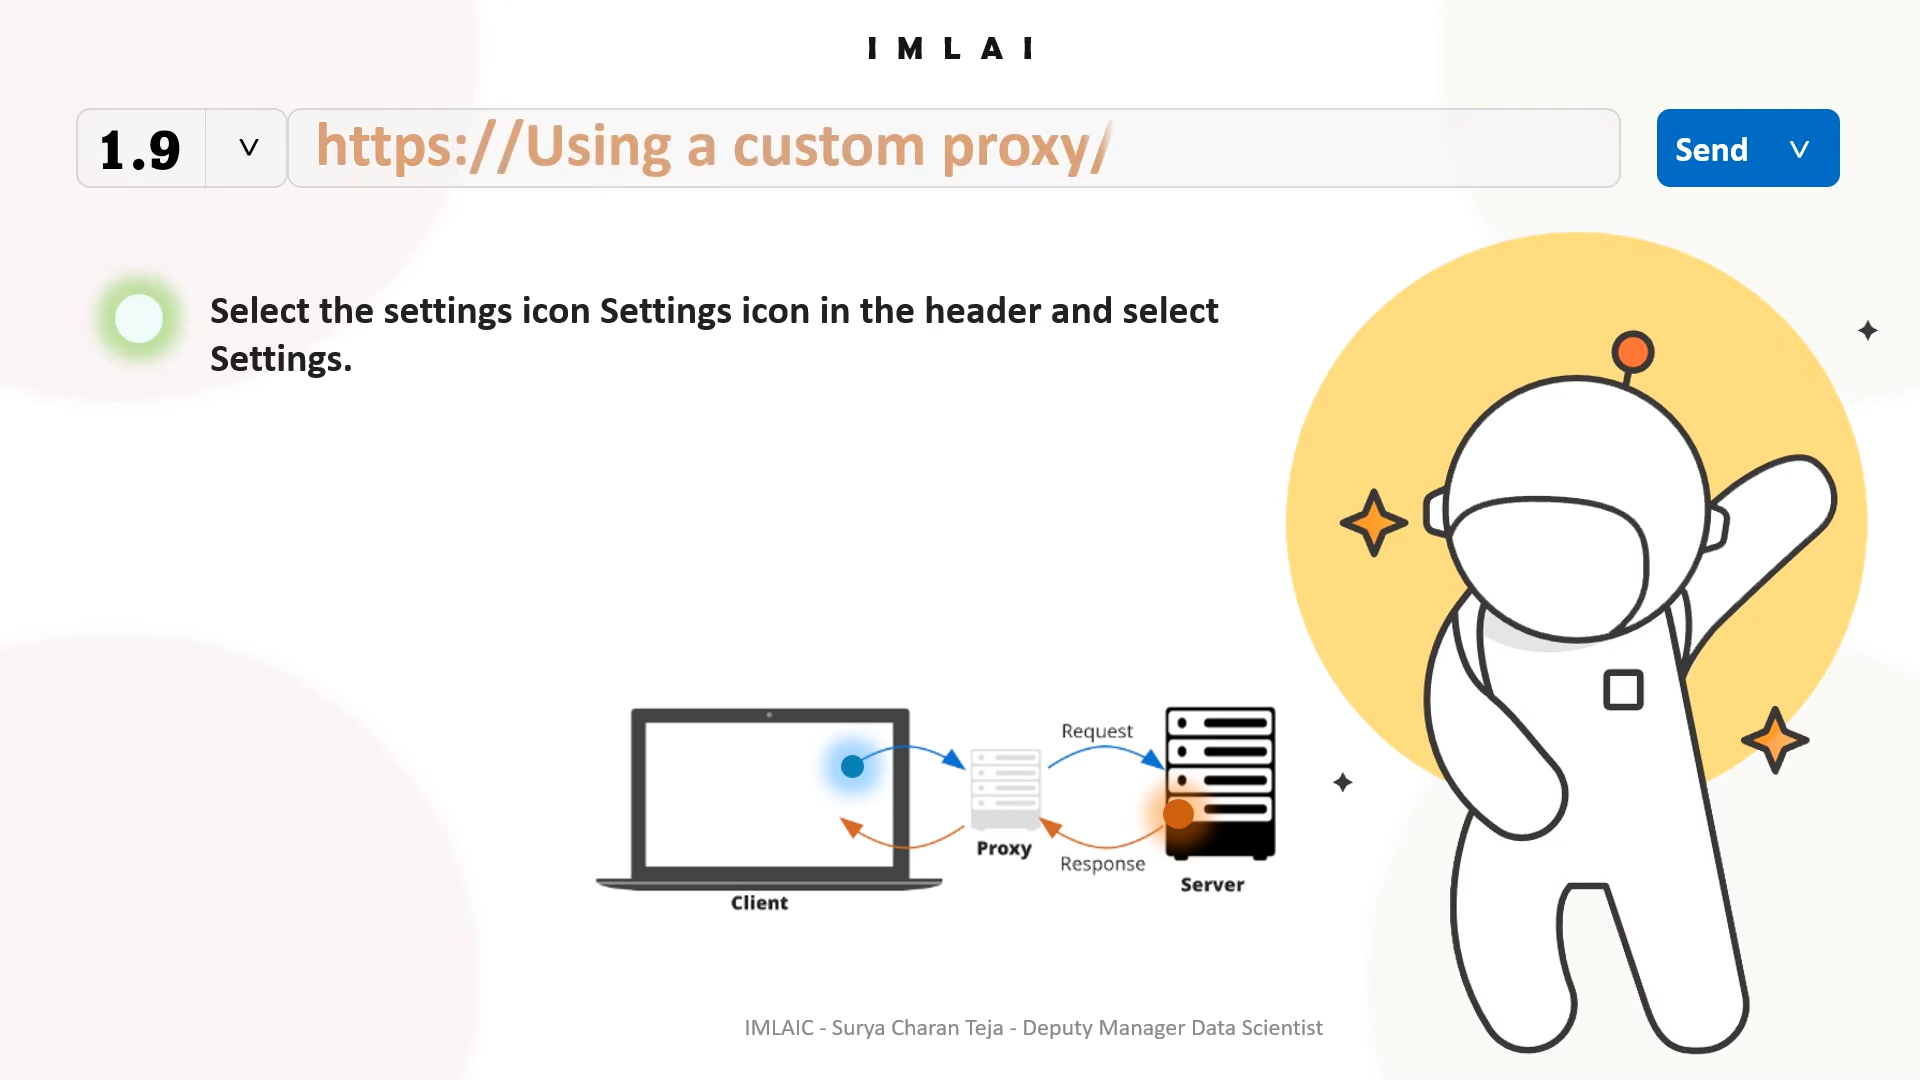 IMLAI
1.9 V https://Using a custom proxy/ Send V
Select the settings icon Settings icon in the header and select
Settings.
Request
Proxy
Response
Server
Client
IMLAIC - Surya Charan Teja - Deputy Manager Data Scientist